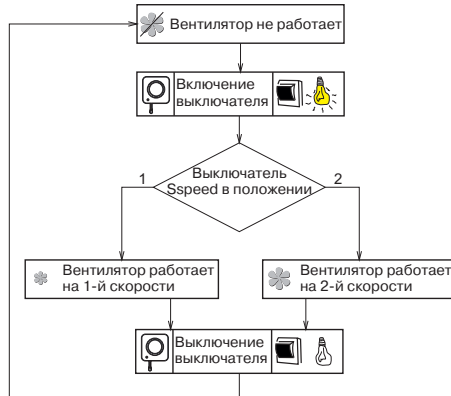 Вентилятор не работает
Включение
выключателя
Выключатель
Sspeed в положении
1
2
Вентилятор работает
на 1-й скорости
Вентилятор работает
на 2-й скорости
Выключение
выключателя